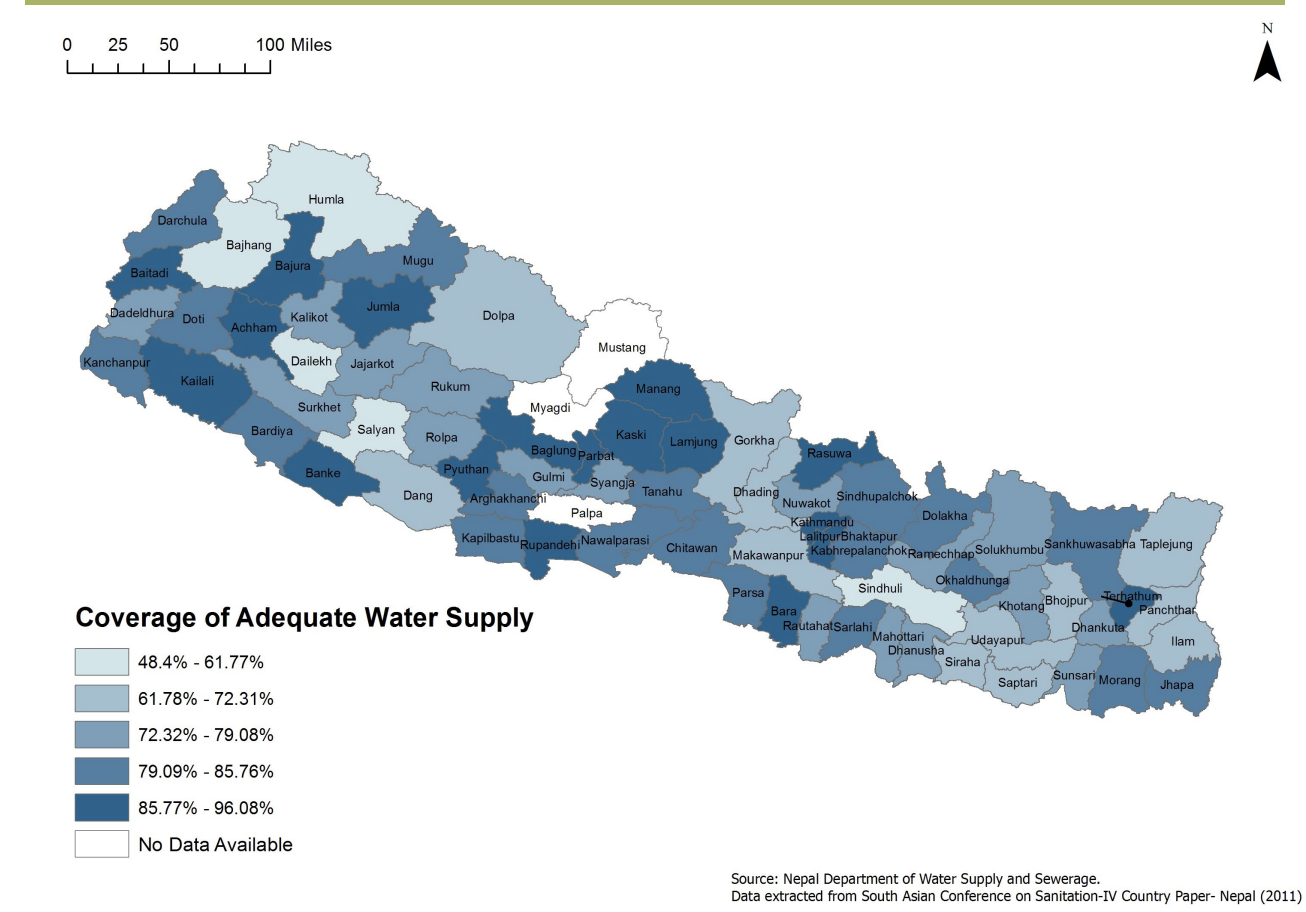 0 25 50 100 Miles
N
Humla
Darchula
Bajhang
Mugu
Bajura
Baitadi
Jumla
Dadeldhura
Doti
Kalikot
Dolpa
Achham
Mustang
Dailekh
Jajarkot
Kanchanpur
Kailali
Rukum
Manang
Surkhet
Myagdi
Bardiya
Salyan
Rolpa
Kaski
Lamjung
Gorkha
Baglung
Parbat
Rasuwa
Banke
Pyuthan
Gulmi
Syangja
Dang
Arghakhanchi
Tanahu
Dhading
Nuwakot
Sindhupalchok
Palpa
Dolakha
Kathmandu
Kapilbastu
Rupandehi
Nawalparasi
Chitawan
Lalitpur
Bhaktapur
Kabhrepalanchok
Makawanpur
Ramechhap
Solukhumbu
Sankhuwasabha
Taplejung
Okhaldhunga
Sindhuli
Parsa
Bara
Khotang
Bhojpur
Terhathum
Panchthar
Rautahat
Sarlahi
Mahottari
Dhanusha
Udayapur
Dhankuta
Ilam
Siraha
Saptari
Sunsari
Morang
Jhapa
Coverage of Adequate Water Supply
48.4% - 61.77%
61.78% - 72.31%
72.32% - 79.08%
79.09% - 85.76%
85.77% - 96.08%
No Data Available
Source: Nepal Department of Water Supply and Sewerage.
Data extracted from South Asian Conference on Sanitation-IV Country Paper- Nepal (2011)